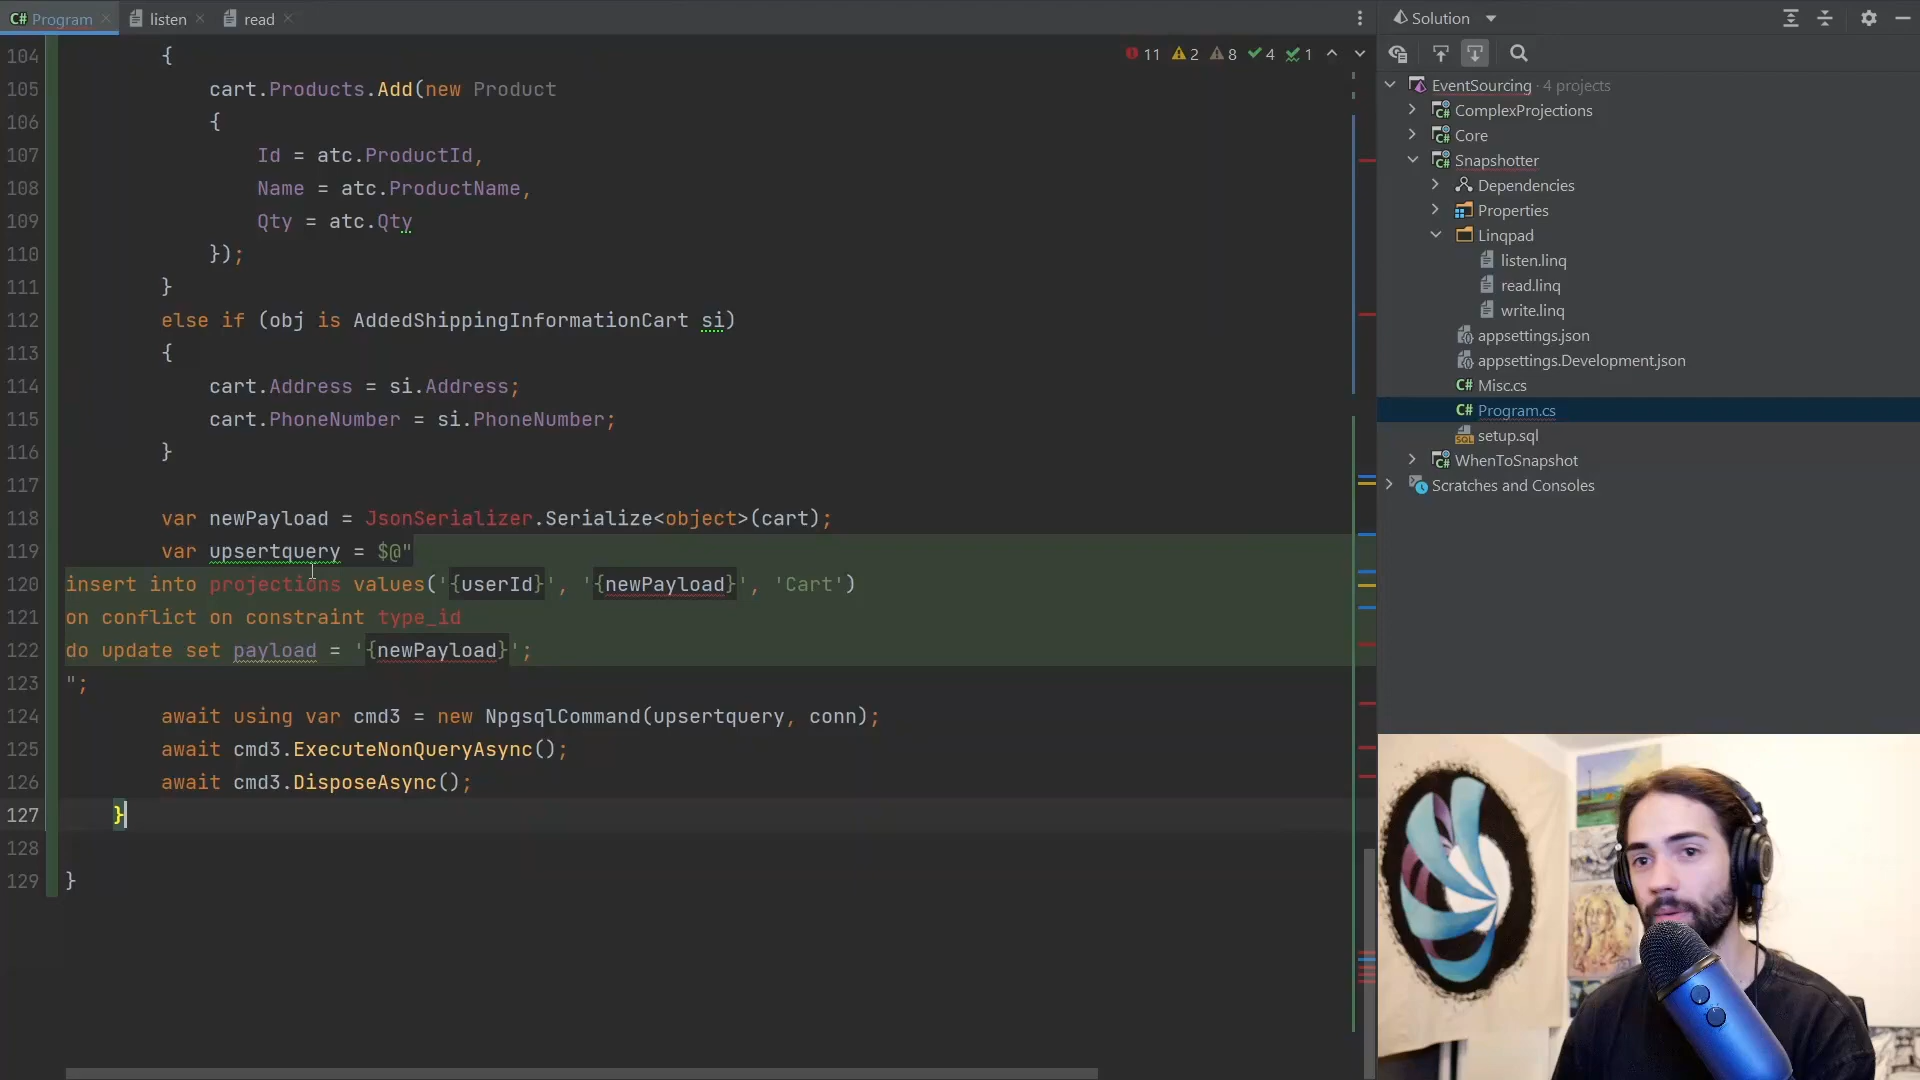 C# Program
listen
read
Solution
11 2 8 4 1
104 {
105 cart.Products.Add(new Product
106 {
107 Id = atc.ProductId,
108 Name = atc.ProductName,
109 Qty = atc.Qty
110 });
111 }
112 else if (obj is AddedShippingInformationCart si)
113 {
114 cart.Address = si.Address;
115 cart.PhoneNumber = si.PhoneNumber;
116 }
117
118 var newPayload = JsonSerializer.Serialize<object>(cart);
119 var upsertquery = $@"
120 insert into projections values('{userId}', '{newPayload}', 'Cart')
121 on conflict on constraint type_id
122 do update set payload = '{newPayload}';
123 ";
124 await using var cmd3 = new NpgsqlCommand(upsertquery, conn);
125 await cmd3.ExecuteNonQueryAsync();
126 await cmd3.DisposeAsync();
127 }
128
129 }
EventSourcing · 4 projects
C# ComplexProjections
C# Core
C# Snapshotter
Dependencies
Properties
Linqpad
listen.linq
read.linq
write.linq
appsettings.json
appsettings.Development.json
C# Misc.cs
C# Program.cs
SQL setup.sql
C# WhenToSnapshot
Scratches and Consoles